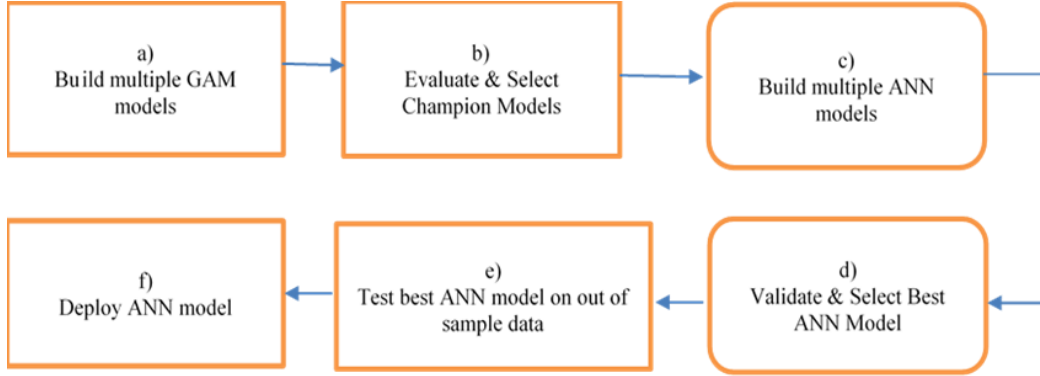 a)
Build multiple GAM
models
b)
Evaluate & Select
Champion Models
c)
Build multiple ANN
models
d)
Validate & Select Best
ANN Model
e)
Test best ANN model on out of
sample data
f)
Deploy ANN model